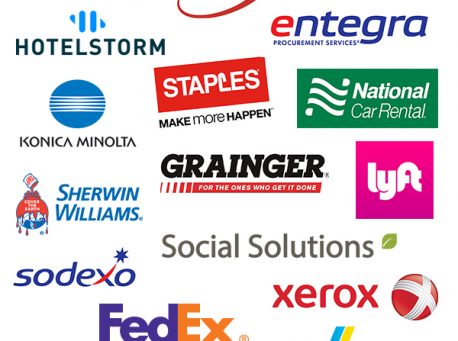 HOTELSTORM
entegra
PROCUREMENT SERVICES®
KONICA MINOLTA
STAPLES
MAKE more HAPPEN™
National
Car Rental.
GRAINGER®
FOR THE ONES WHO GET IT DONE
lyft
COVER THE EARTH
SHERWIN
WILLIAMS®
Social Solutions
sodexo
xerox
FedEx®